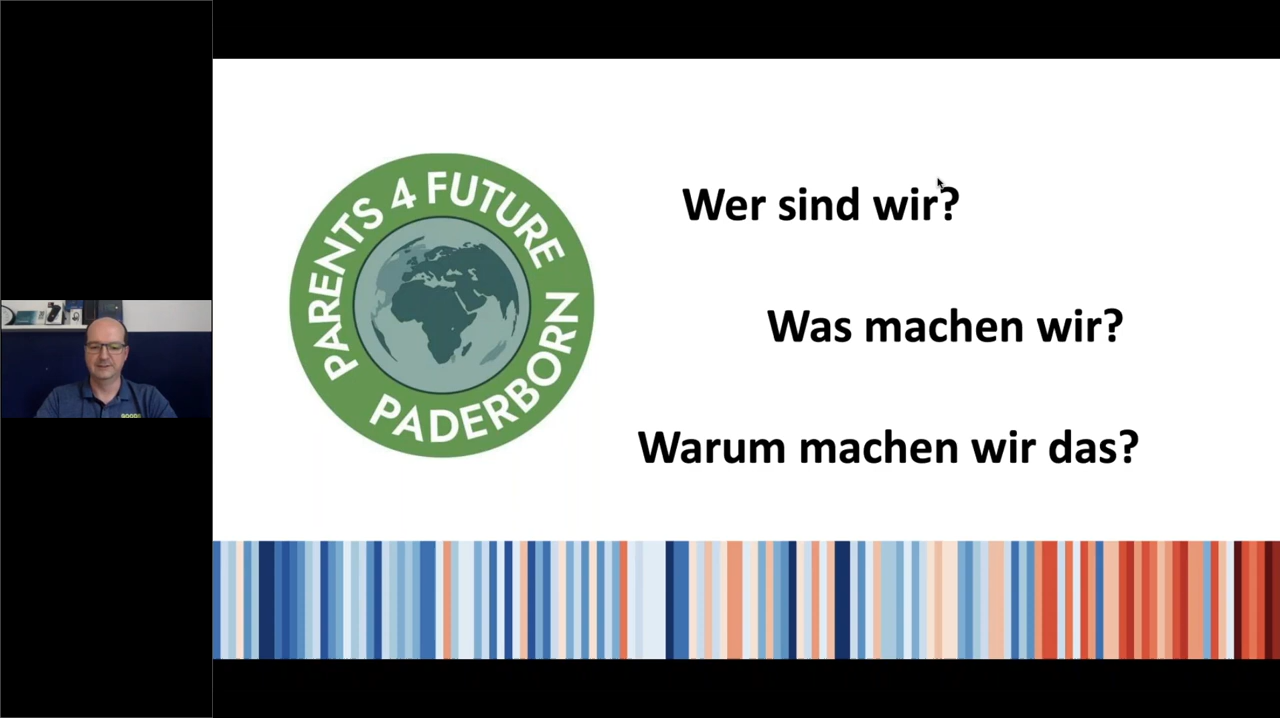 PARENTS 4 FUTURE
PADERBORN
Wer sind wir?
Was machen wir?
Warum machen wir das?